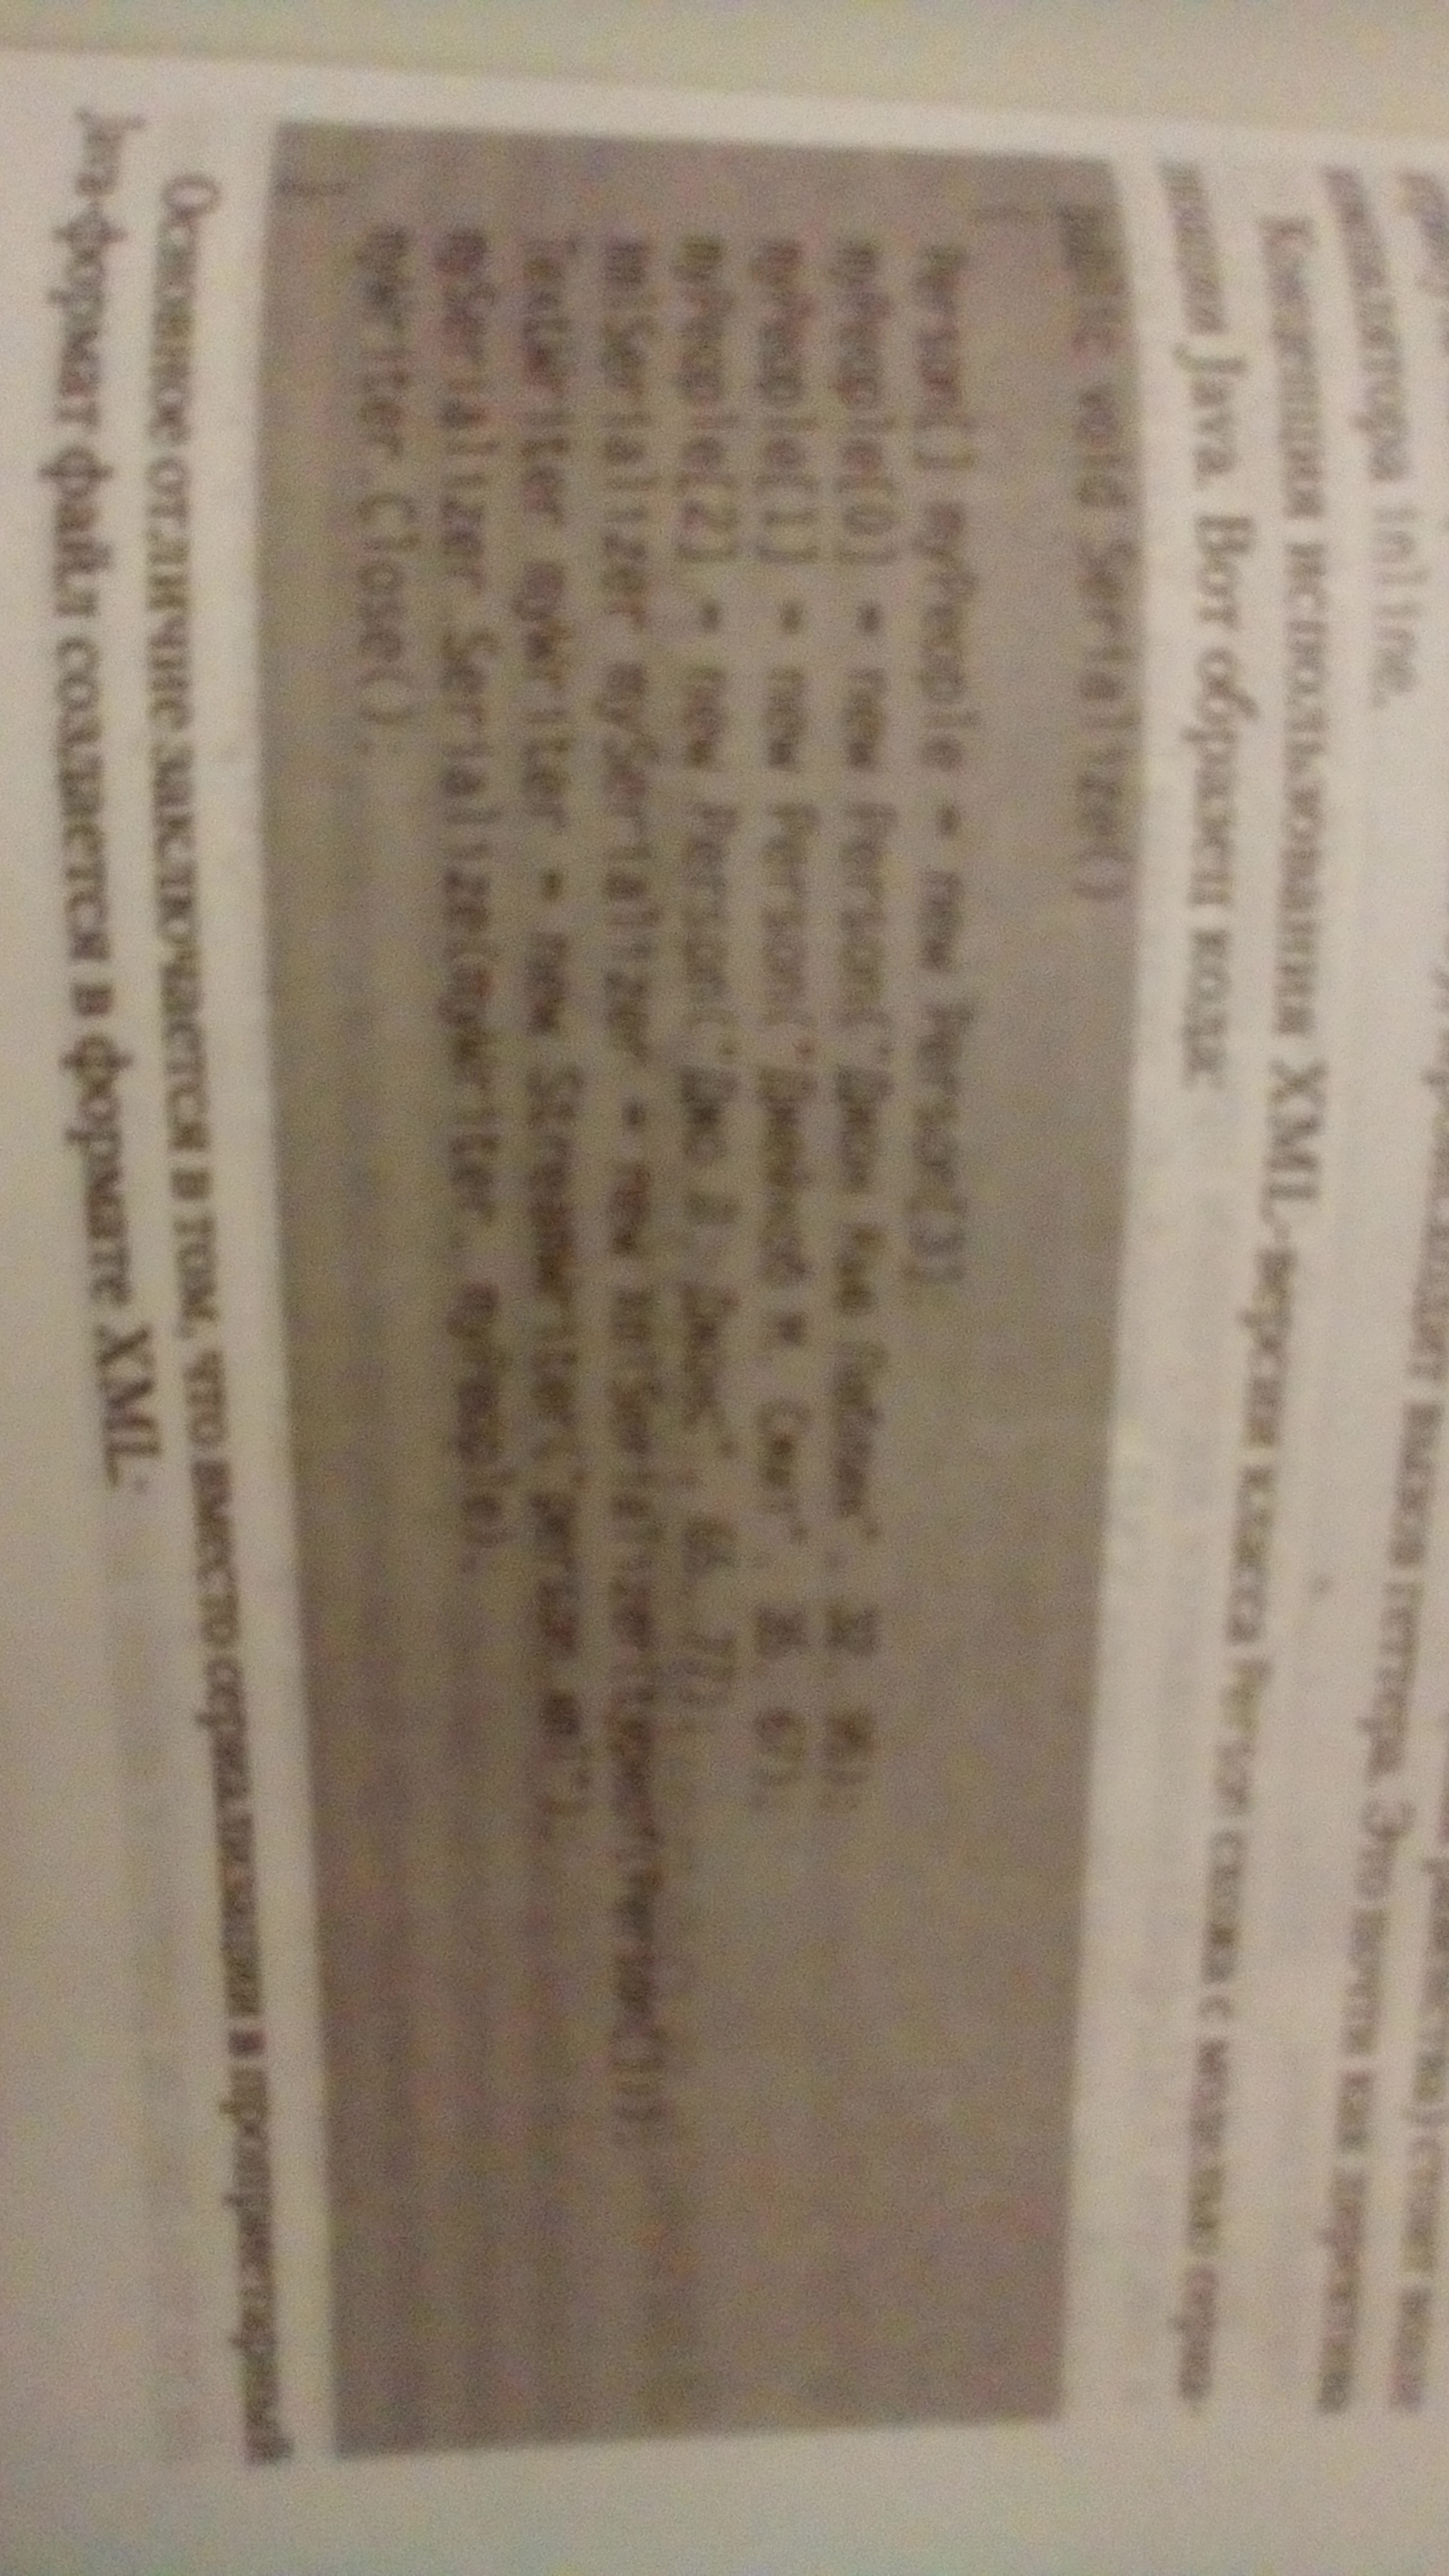 происходит вызов геттера. Это почти как директива
компилятора inline.
Концепция использования XML-версии класса Person схожа с моделью сериа-
лизации Java. Вот образец кода:
public void Serialize()
{
Person[] myPeople = new Person[3];
myPeople[0] = new Person("Джон Кью Паблик", 32, 95);
myPeople[1] = new Person("Джейкоб М. Смит", 35, 67);
myPeople[2] = new Person("Джо Л. Джонс", 65, 77);
XmlSerializer mySerializer = new XmlSerializer(typeof(Person[]));
TextWriter myWriter = new StreamWriter("person.xml");
mySerializer.Serialize(myWriter, myPeople);
myWriter.Close();
}
Основное отличие заключается в том, что вместо сериализации в проприетарный
Java-формат файл создается в формате XML: